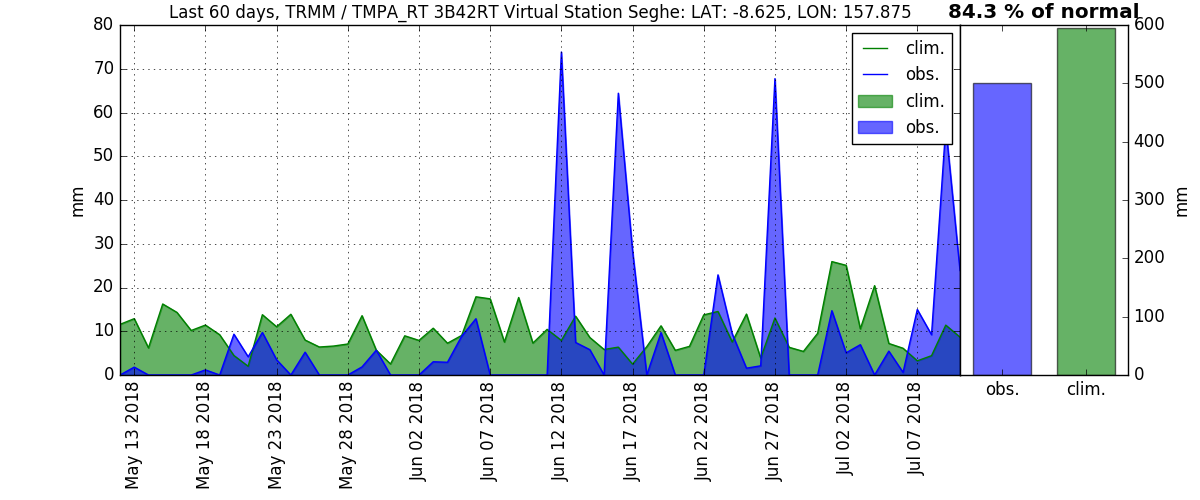 Last 60 days, TRMM / TMPA_RT 3B42RT Virtual Station Seghe: LAT: -8.625, LON: 157.875
84.3 % of normal
80
70
60
50
40
30
20
10
0
mm
clim.
obs.
clim.
obs.
600
500
400
300
200
100
0
mm
obs.
clim.
May 13 2018
May 18 2018
May 23 2018
May 28 2018
Jun 02 2018
Jun 07 2018
Jun 12 2018
Jun 17 2018
Jun 22 2018
Jun 27 2018
Jul 02 2018
Jul 07 2018